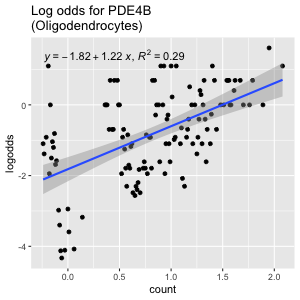 Log odds for PDE4B
(Oligodendrocytes)
y = −1.82 + 1.22 x, R² = 0.29
0
-2
-4
logodds
0.0 0.5 1.0 1.5 2.0
count